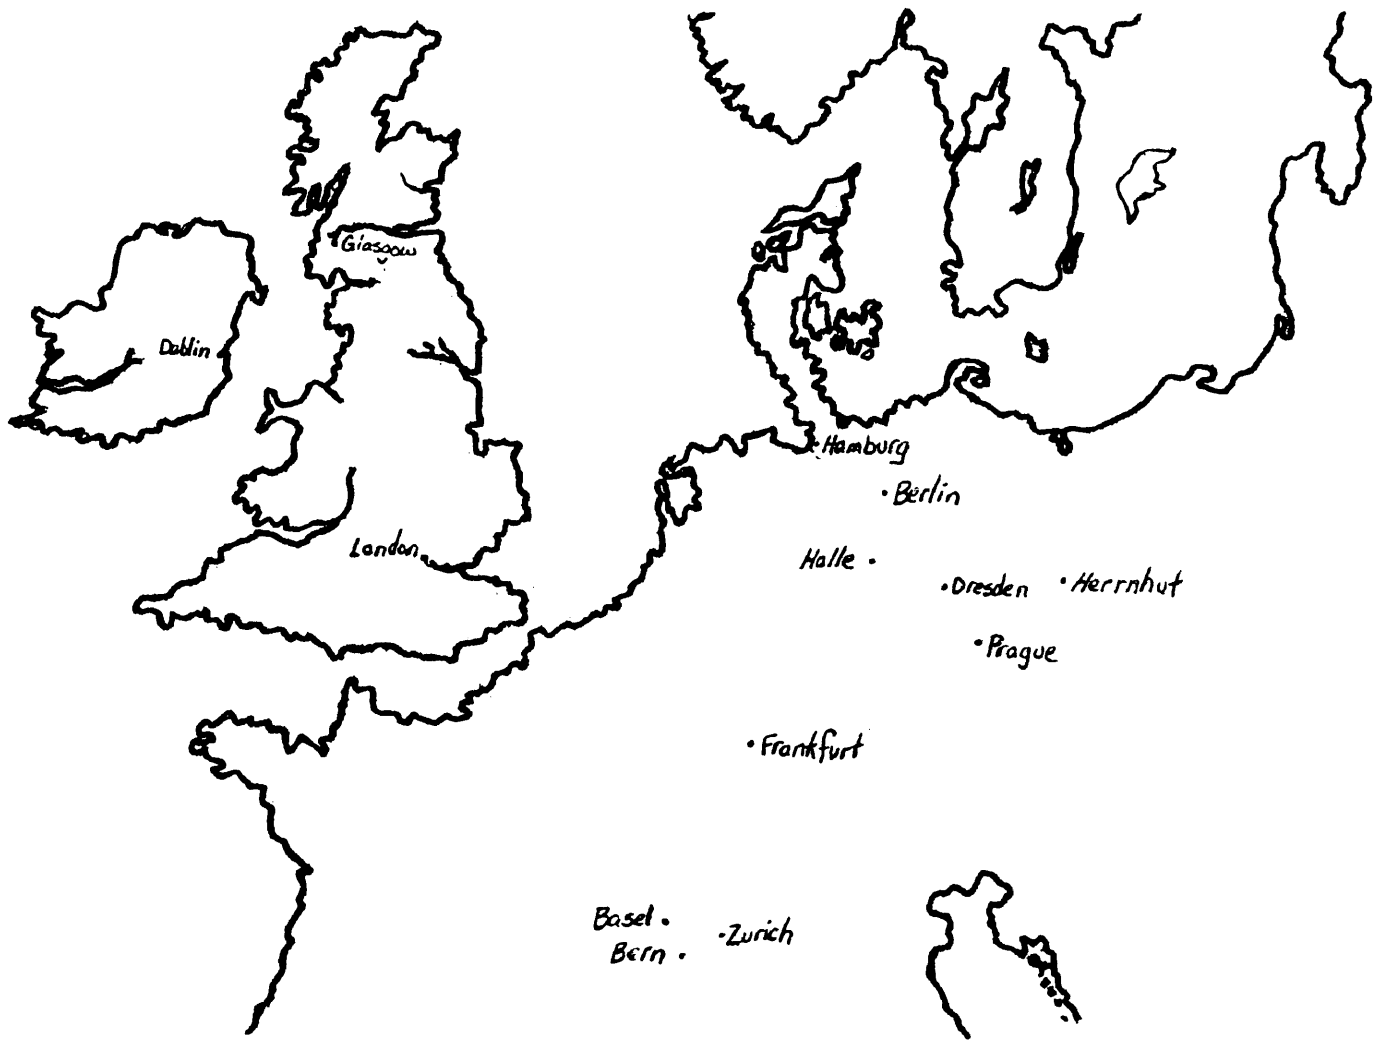 Glasgow
Dublin
Hamburg
Berlin
London
Halle
Dresden
Herrnhut
Prague
Frankfurt
Basel
Zurich
Bern